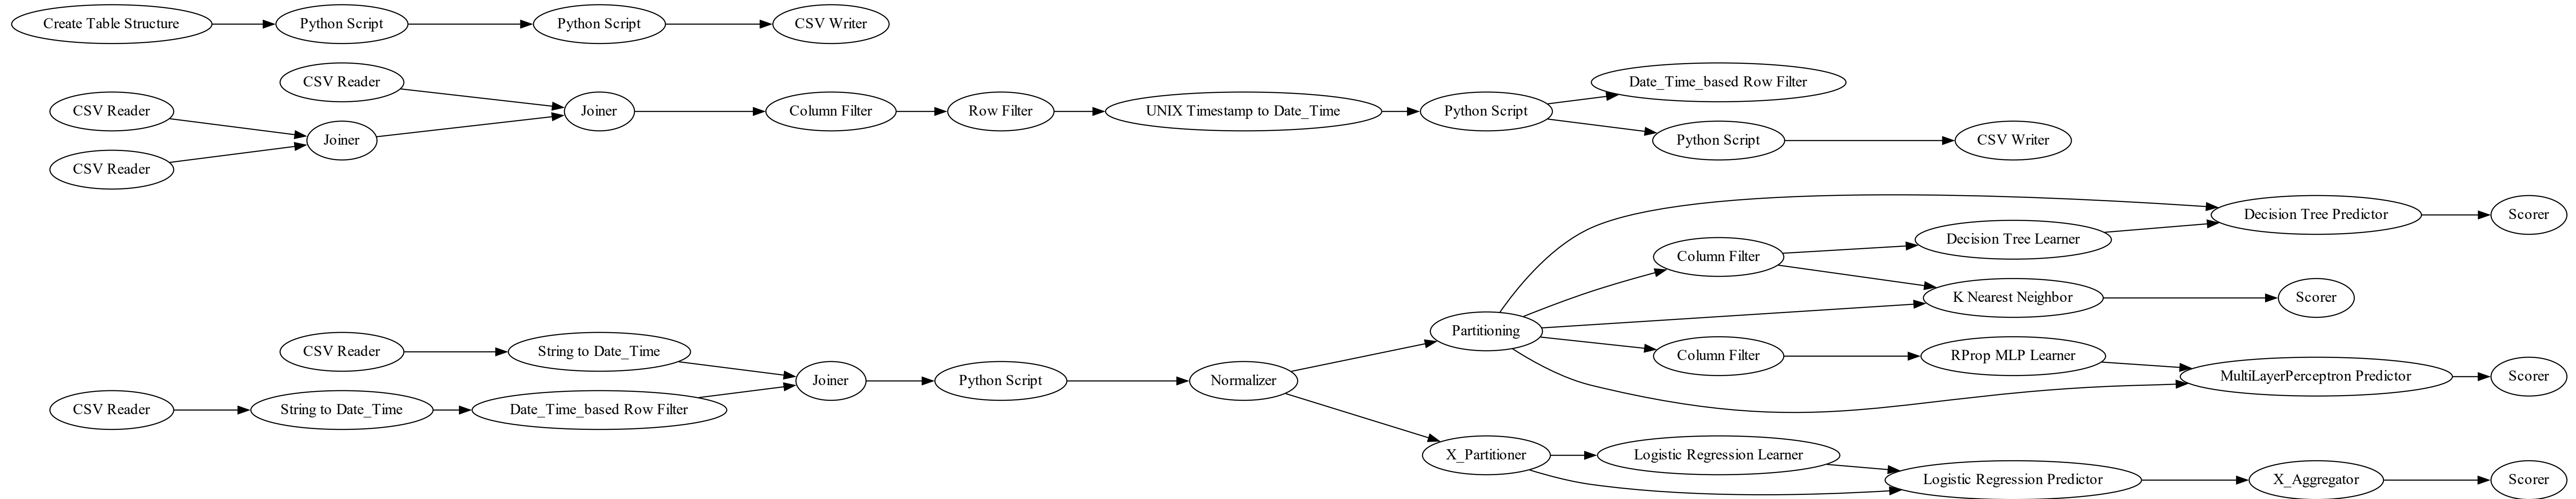 Create Table Structure
Python Script
Python Script
CSV Writer
CSV Reader
Date_Time_based Row Filter
CSV Reader
Joiner
Column Filter
Row Filter
UNIX Timestamp to Date_Time
Python Script
Joiner
Python Script
CSV Writer
CSV Reader
Decision Tree Predictor
Scorer
Decision Tree Learner
Column Filter
K Nearest Neighbor
Scorer
Partitioning
CSV Reader
String to Date_Time
Column Filter
RProp MLP Learner
MultiLayerPerceptron Predictor
Scorer
Joiner
Python Script
Normalizer
CSV Reader
String to Date_Time
Date_Time_based Row Filter
X_Partitioner
Logistic Regression Learner
Logistic Regression Predictor
X_Aggregator
Scorer